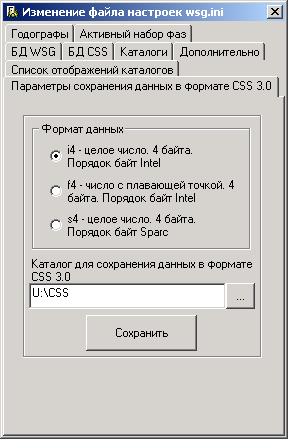 Изменение файла настроек wsg.ini
Годографы
Активный набор фаз
БД WSG
БД CSS
Каталоги
Дополнительно
Список отображений каталогов
Параметры сохранения данных в формате CSS 3.0
Формат данных
i4 - целое число. 4 байта.
Порядок байт Intel
f4 - число с плавающей точкой. 4
байта. Порядок байт Intel
s4 - целое число. 4 байта.
Порядок байт Sparc
Каталог для сохранения данных в формате
CSS 3.0
U:\CSS
...
Сохранить